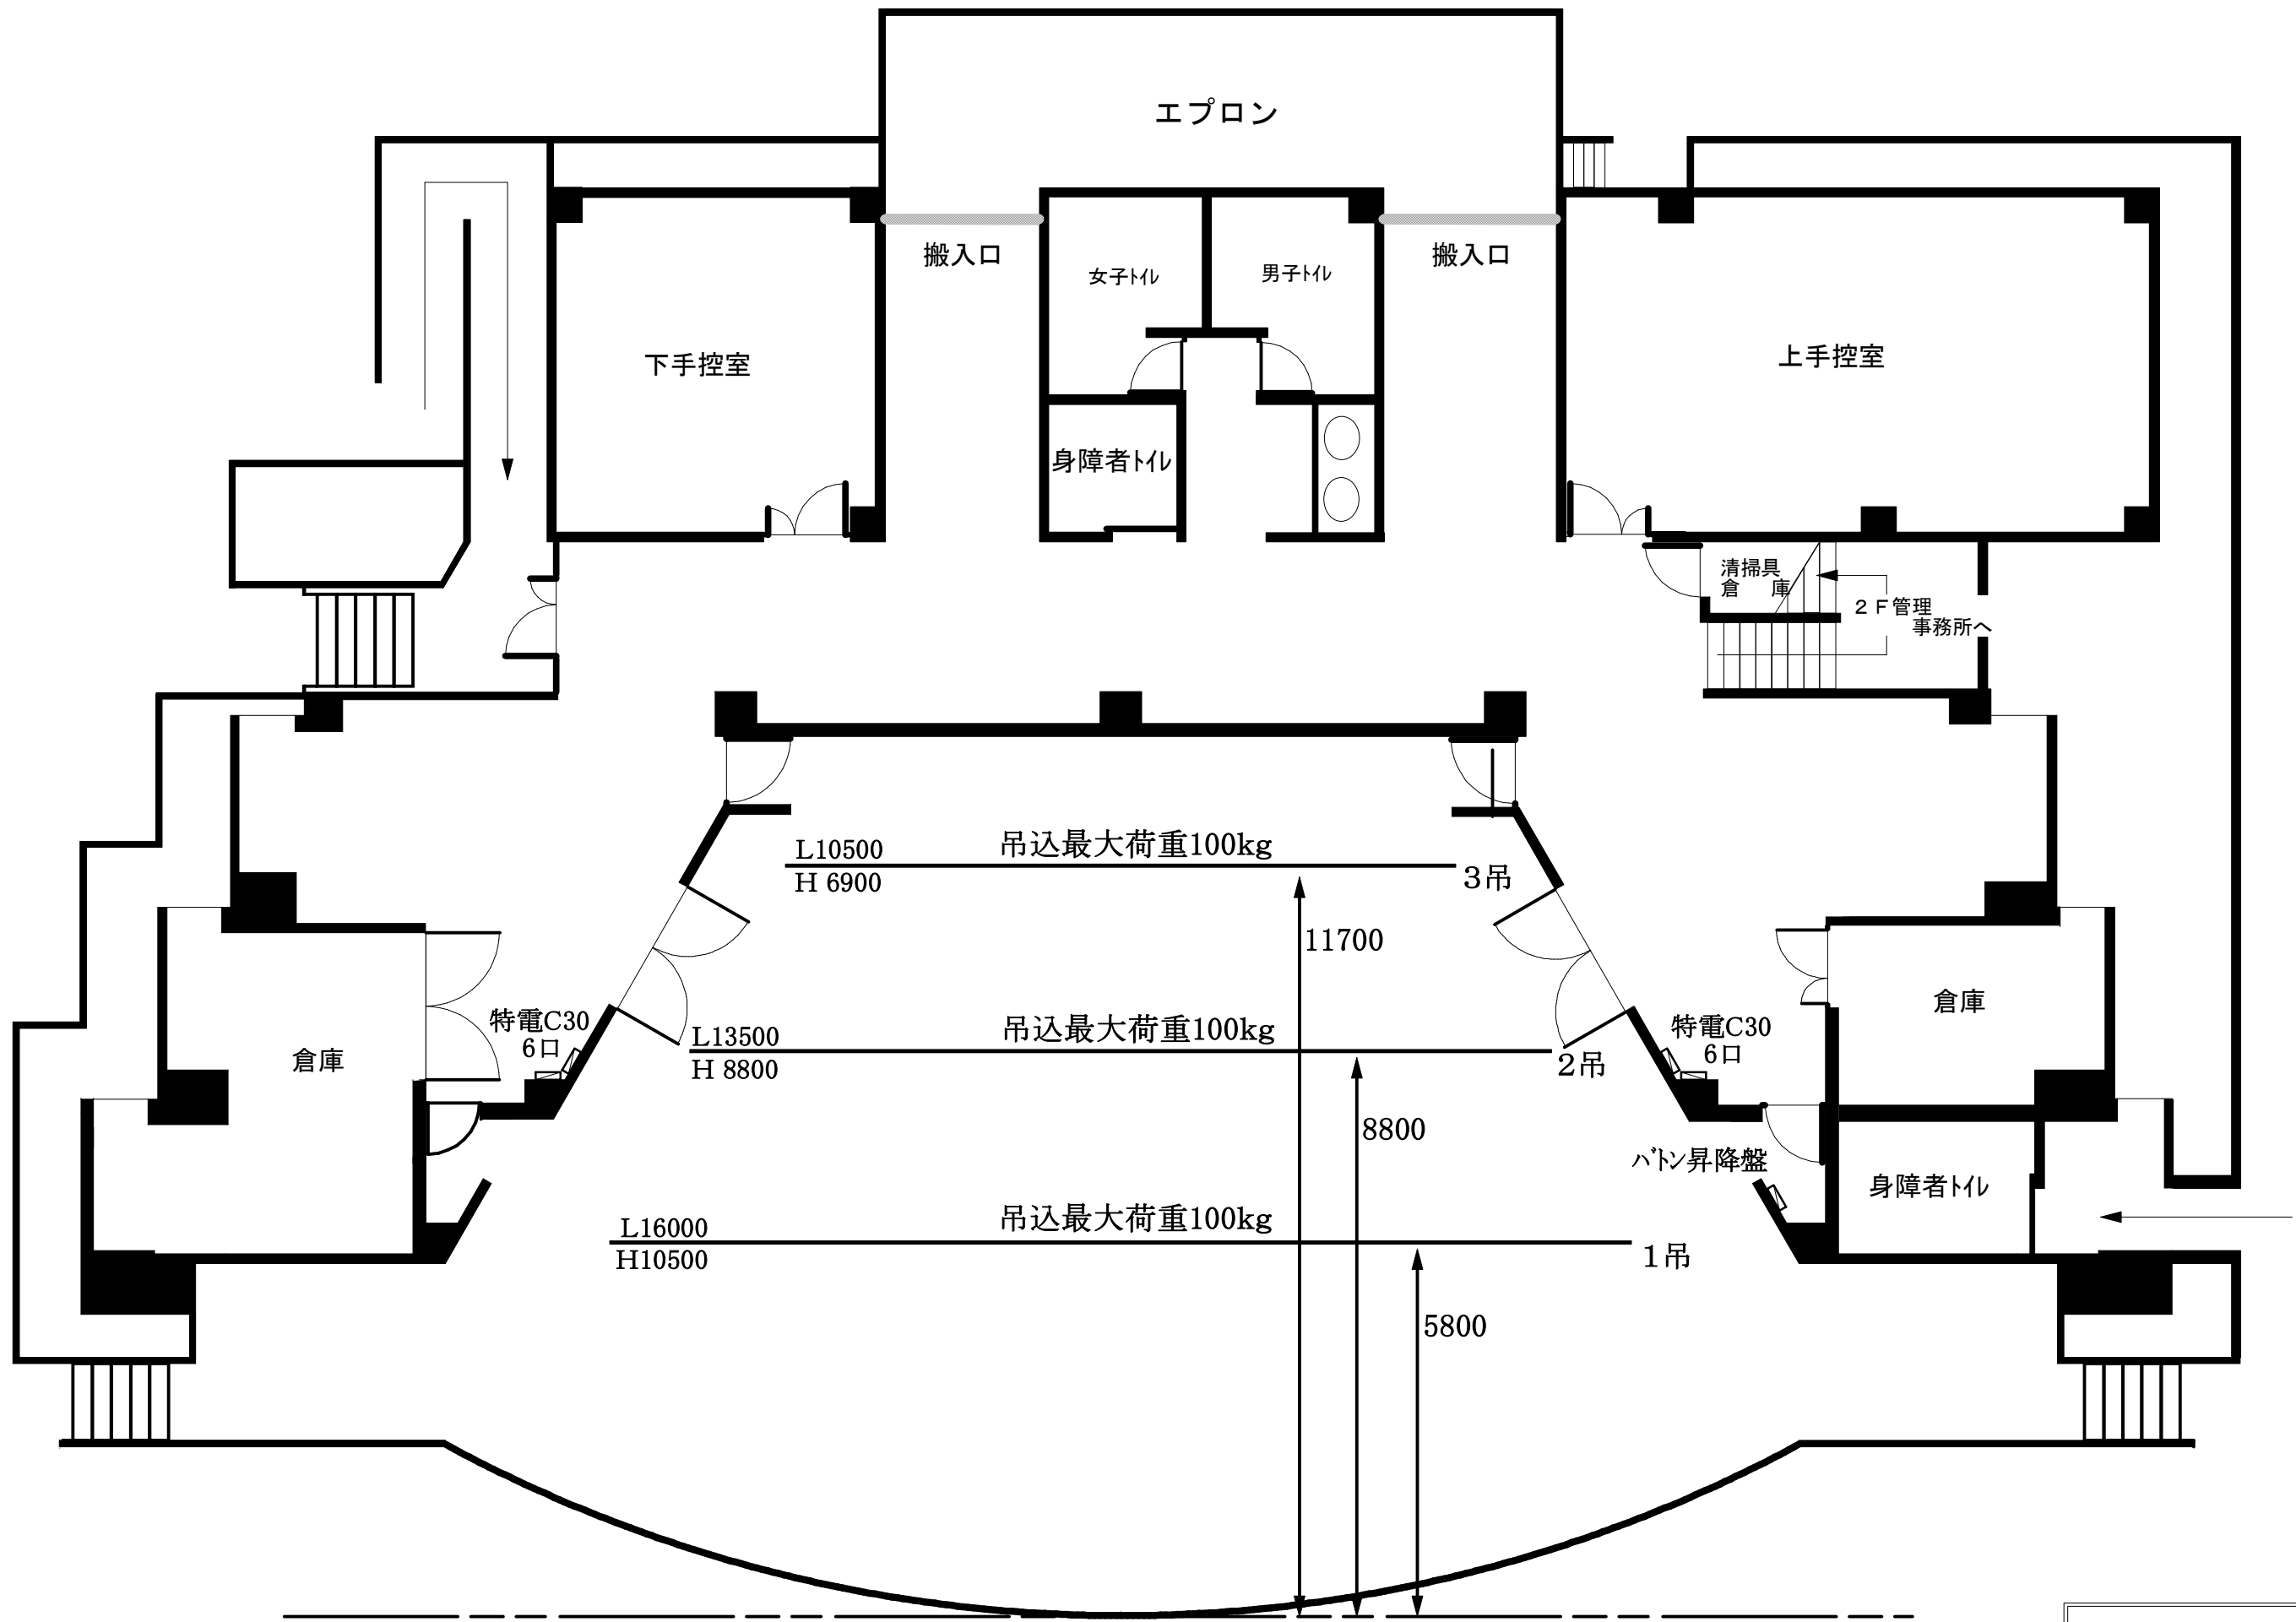 エプロン
搬入口
搬入口
女子ﾄｲﾚ
男子ﾄｲﾚ
下手控室
上手控室
身障者ﾄｲﾚ
清掃具
倉　庫
２Ｆ管理
事務所へ
L10500
吊込最大荷重100kg
H 6900
３吊
11700
特電C30
6口
倉庫
L13500
吊込最大荷重100kg
H 8800
２吊
特電C30
6口
倉庫
8800
ﾊﾞﾄﾝ昇降盤
身障者ﾄｲﾚ
L16000
吊込最大荷重100kg
H10500
１吊
5800